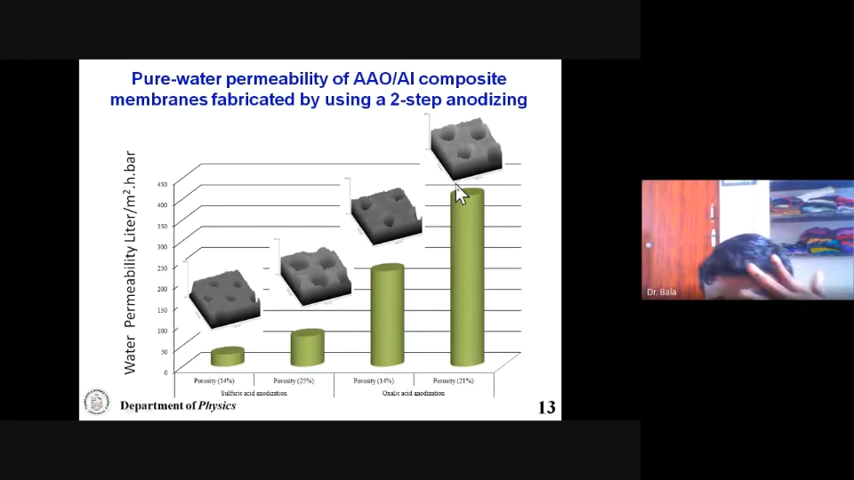 Pure-water permeability of AAO/Al composite
membranes fabricated by using a 2-step anodizing
Water Permeability Liter/m².h.bar
450
400
350
300
250
200
150
100
50
0
Porosity (14%) Porosity (25%) Porosity (14%) Porosity (21%)
Sulfuric acid anodization Oxalic acid anodization
Department of Physics
13
Dr. Bala